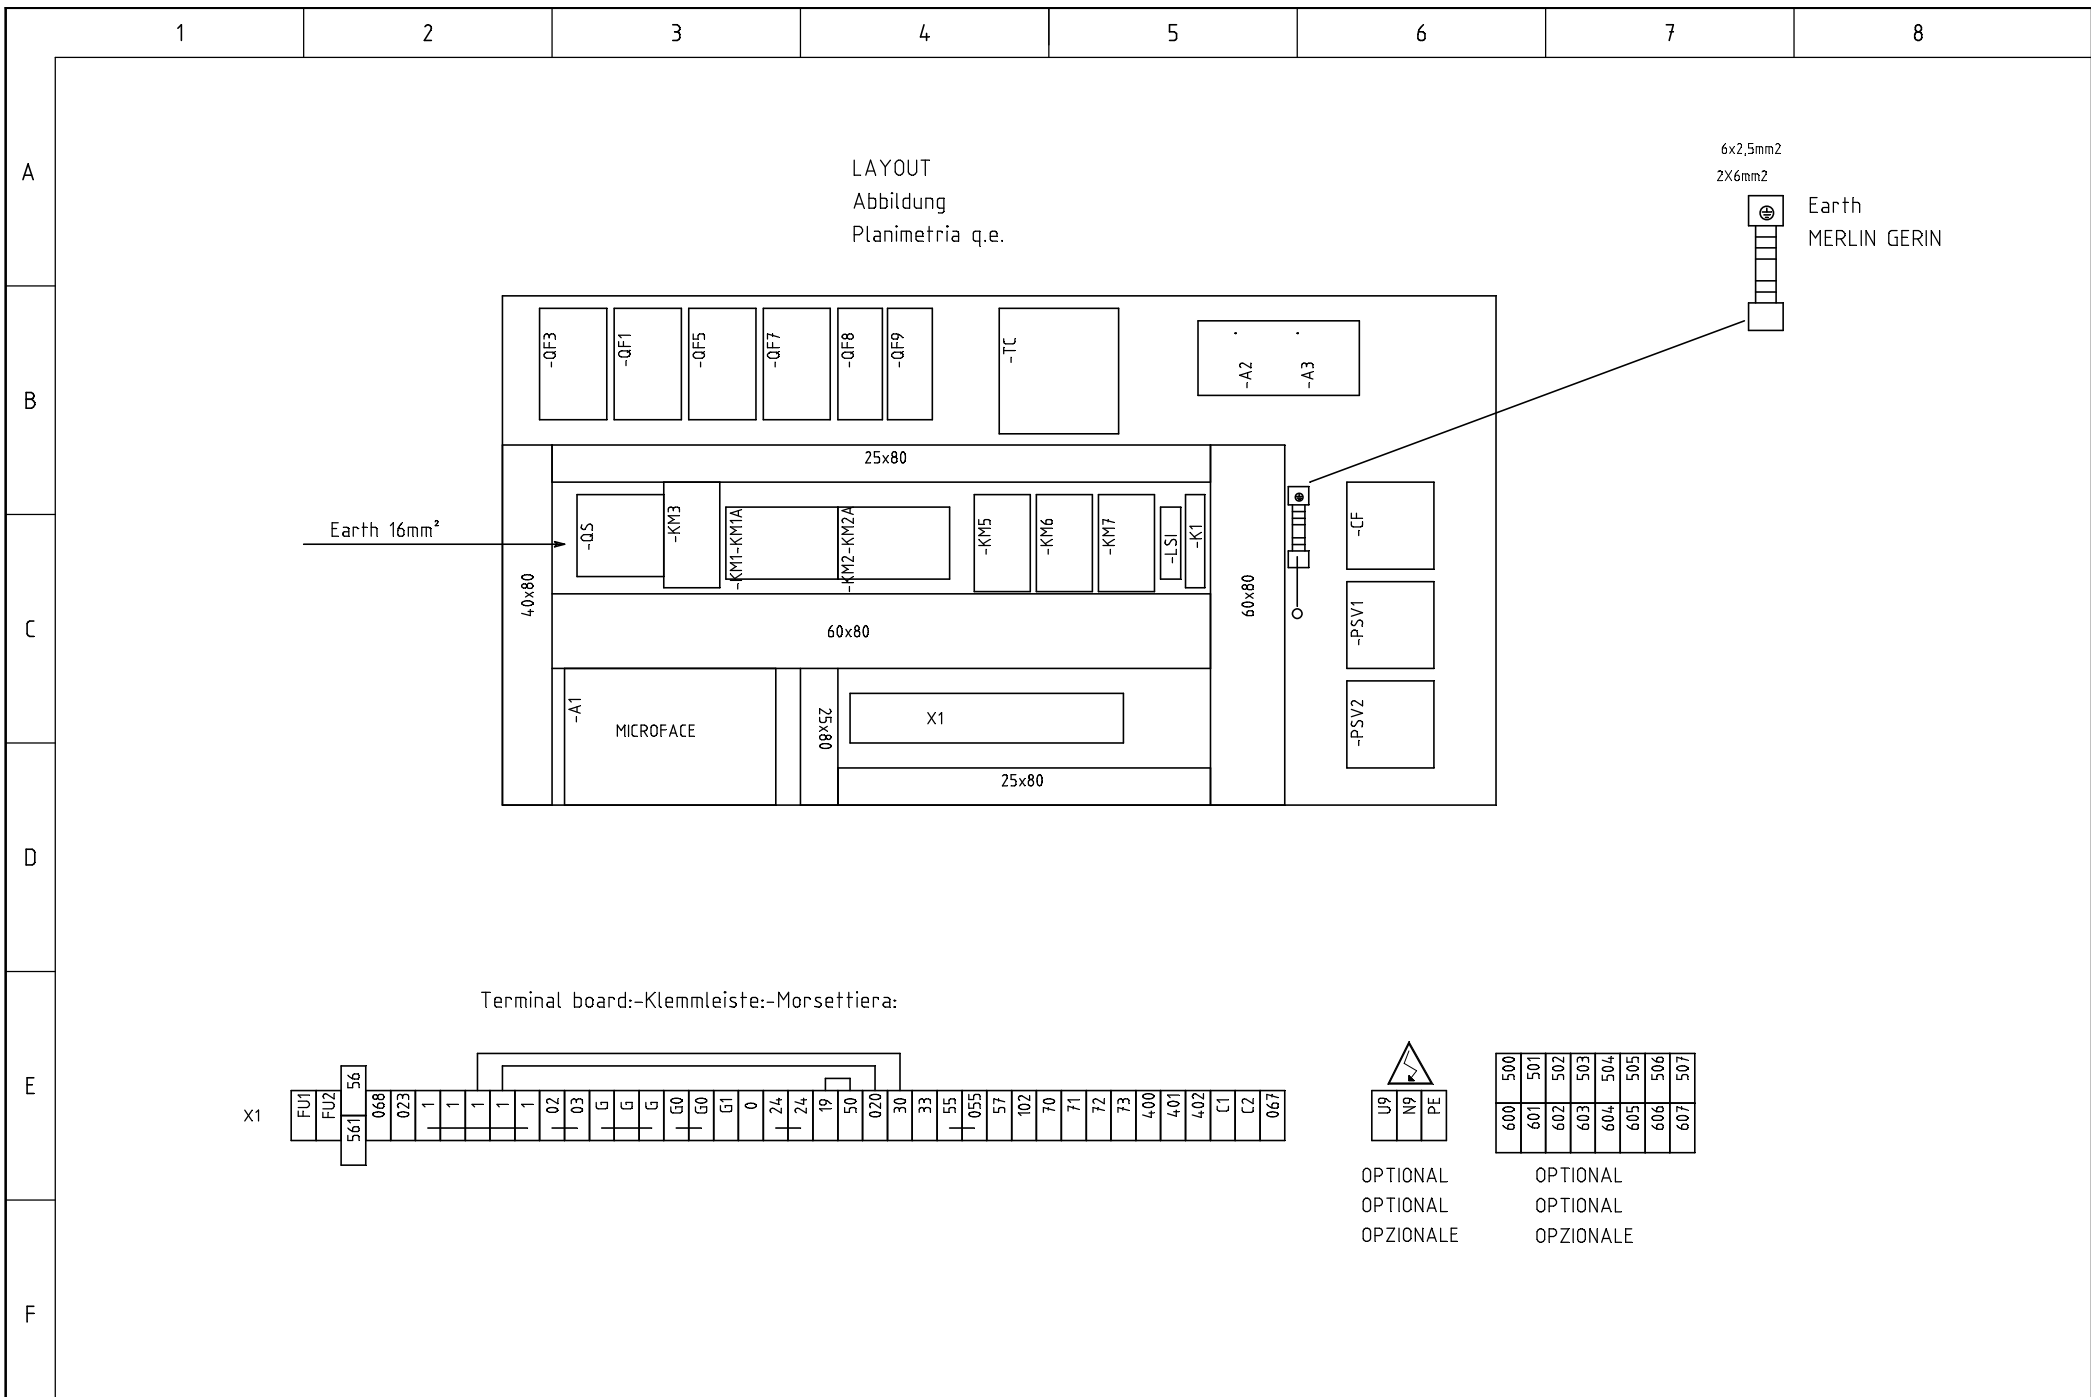 1 2 3 4 5 6 7 8
A
B
C
D
E
F
LAYOUT
Abbildung
Planimetria q.e.
6x2,5mm2
2X6mm2
Earth
MERLIN GERIN
-QF3
-QF1
-QF5
-QF7
-QF8
-QF9
-TC
-A2
-A3
25x80
Earth 16mm²
40x80
-QS
-KM3
-KM1-KM1A
-KM2-KM2A
-KM5
-KM6
-KM7
-LSI
-K1
60x80
-CF
-PSV1
-PSV2
60x80
-A1
MICROFACE
25x80
X1
25x80
Terminal board:-Klemmleiste:-Morsettiera:
X1
FU1 FU2 56 561 068 023 1 1 1 1 1 02 03 G G G G0 G0 G1 0 24 24 19 50 020 30 33 55 055 57 102 70 71 72 73 400 401 402 C1 C2 067
U9 N9 PE
OPTIONAL
OPTIONAL
OPZIONALE
500 501 502 503 504 505 506 507
600 601 602 603 604 605 606 607
OPTIONAL
OPTIONAL
OPZIONALE